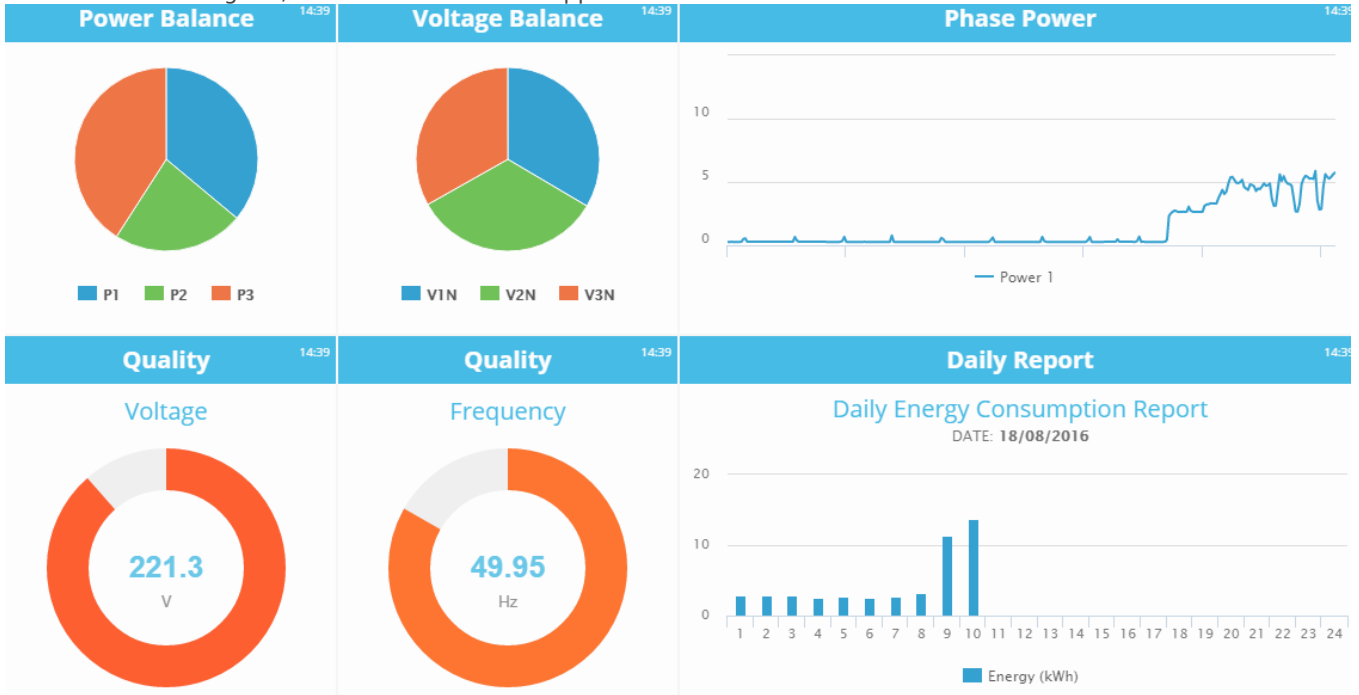 Power Balance 14:39
Voltage Balance 14:39
Phase Power 14:39
10
5
0
P1 P2 P3
V1N V2N V3N
Power 1
Quality 14:39
Quality 14:39
Daily Report 14:39
Voltage
221.3
V
Frequency
49.95
Hz
Daily Energy Consumption Report
DATE: 18/08/2016
20
10
0
1 2 3 4 5 6 7 8 9 10 11 12 13 14 15 16 17 18 19 20 21 22 23 24
Energy (kWh)